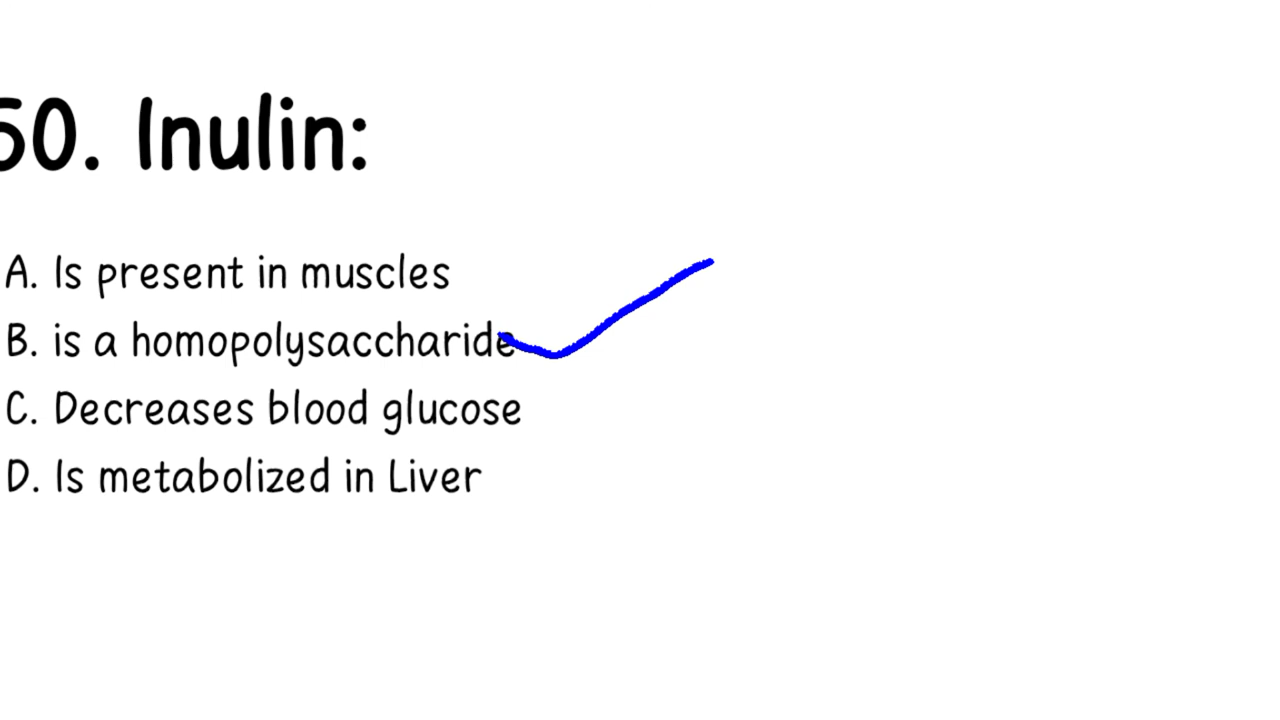 50. Inulin:
A. Is present in muscles
B. is a homopolysaccharide
C. Decreases blood glucose
D. Is metabolized in Liver